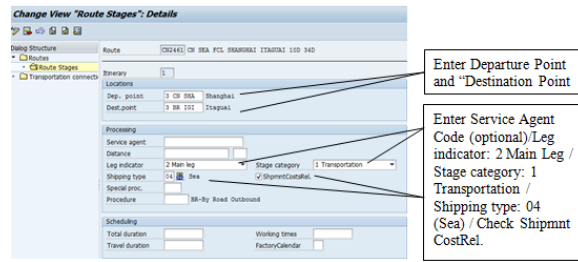 Change View "Route Stages": Details
Dialog Structure
Routes
Route Stages
Transportation connecti
Route CN2461 CN SHA FCL SHANGHAI ITAGUAI 10D 36D
Itinerary 1
Locations
Dep. point 3 CN SHA Shanghai
Dest.point 3 BR IGI Itaguai
Processing
Service agent
Distance
Leg indicator 2 Main leg Stage category 1 Transportation
Shipping type 04 Sea ShpmntCostsRel.
Special proc.
Procedure BR-By Road Outbound
Scheduling
Total duration Working times
Travel duration FactoryCalendar
Enter Departure Point
and “Destination Point
Enter Service Agent
Code (optional)/Leg
indicator: 2 Main Leg /
Stage category: 1
Transportation /
Shipping type: 04
(Sea) / Check Shipmnt
CostRel.